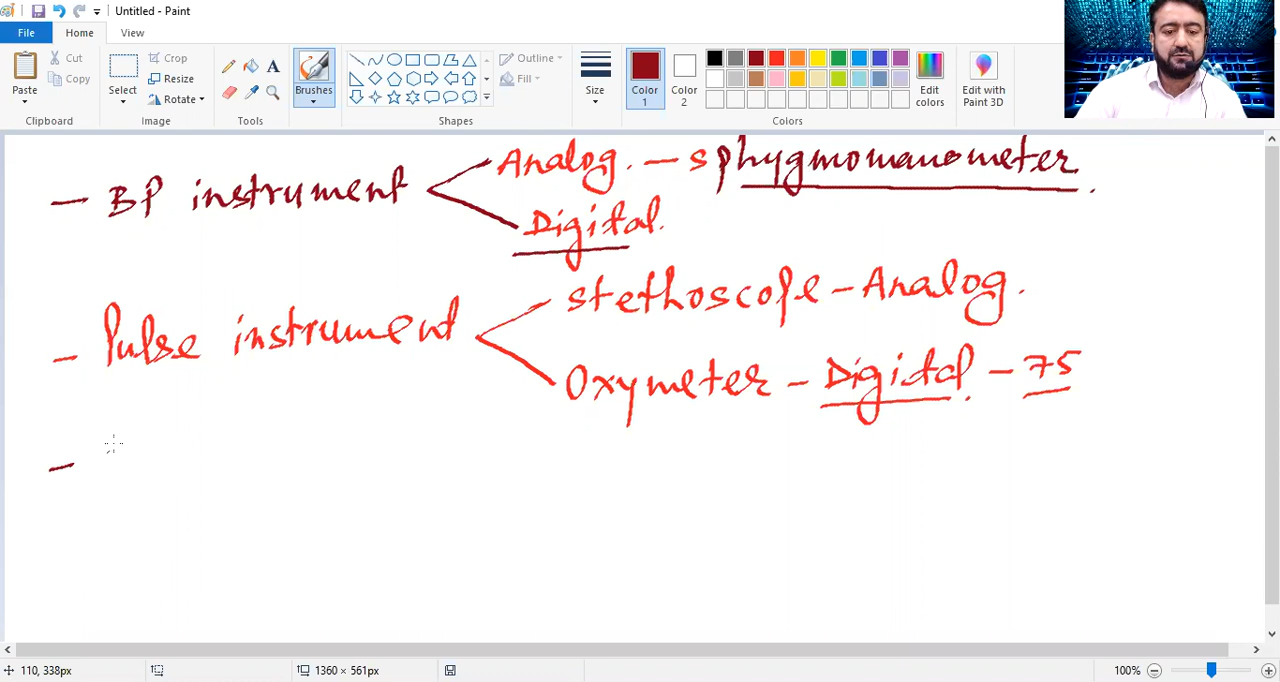 Untitled - Paint
File Home View
Paste Cut Copy
Clipboard
Select Crop Resize Rotate
Image
A
Tools
Brushes
Outline Fill
Shapes
Size
Color 1
Color 2
Edit colors
Edit with Paint 3D
Colors
- BP instrument < Analog. - sphygmomanometer.
Digital.
- Pulse instrument < stethoscope - Analog.
Oxymeter - Digital. - 75
-
110, 338px
1360 × 561px
100%